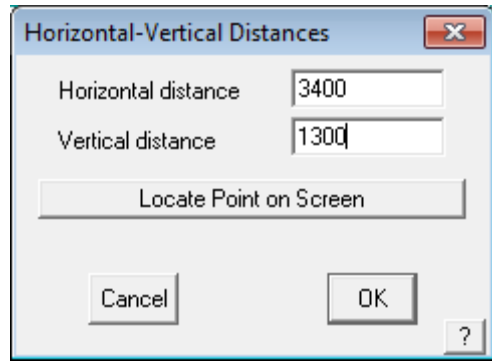 Horizontal-Vertical Distances
Horizontal distance 3400
Vertical distance 1300
Locate Point on Screen
Cancel OK
?